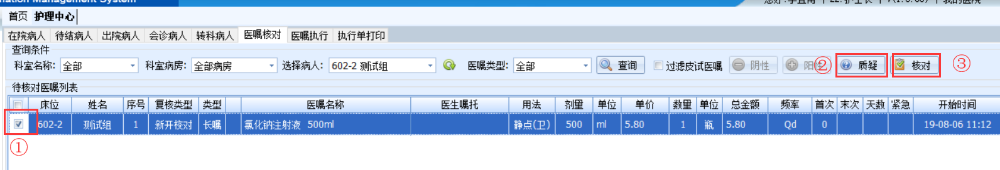 mation Management System
首页 护理中心
在院病人 待结病人 出院病人 会诊病人 转科病人 医嘱核对 医嘱执行 执行单打印
查询条件
科室名称: 全部 科室病房: 全部病房 选择病人: 602-2 测试组 医嘱类型: 全部 查询 过滤皮试医嘱 阴性 阳 ② 质疑 核对 ③
待核对医嘱列表
床位 姓名 序号 复核类型 类型 医嘱名称 医生嘱托 用法 剂量 单位 单价 数量 单位 总金额 频率 首次 末次 天数 紧急 开始时间
602-2 测试组 1 新开核对 长嘱 氯化钠注射液 500ml 静点(卫) 500 ml 5.80 1 瓶 5.80 Qd 0 19-08-06 11:12
①